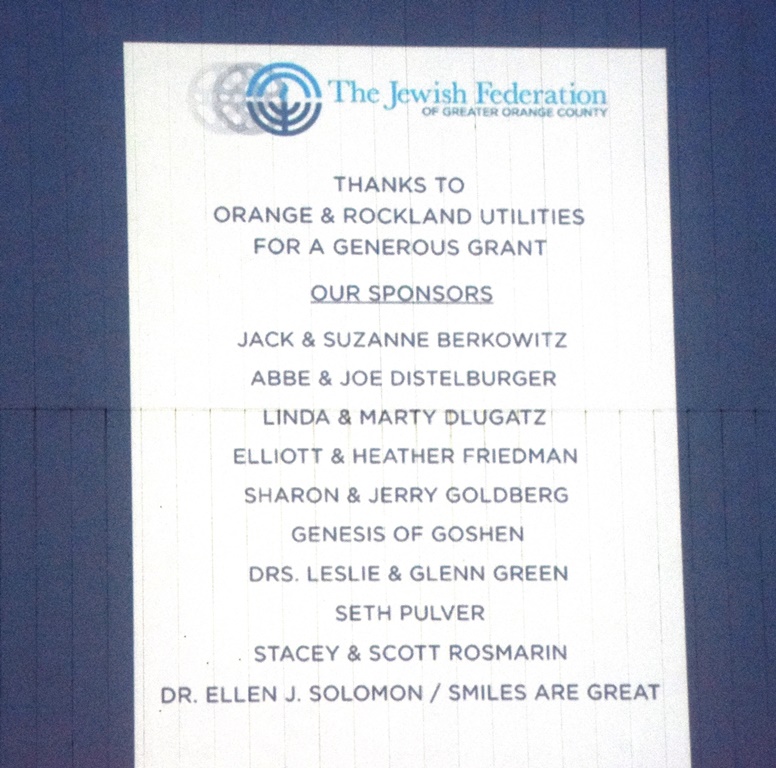 The Jewish Federation
OF GREATER ORANGE COUNTY
THANKS TO
ORANGE & ROCKLAND UTILITIES
FOR A GENEROUS GRANT
OUR SPONSORS
JACK & SUZANNE BERKOWITZ
ABBE & JOE DISTELBURGER
LINDA & MARTY DLUGATZ
ELLIOTT & HEATHER FRIEDMAN
SHARON & JERRY GOLDBERG
GENESIS OF GOSHEN
DRS. LESLIE & GLENN GREEN
SETH PULVER
STACEY & SCOTT ROSMARIN
DR. ELLEN J. SOLOMON / SMILES ARE GREAT